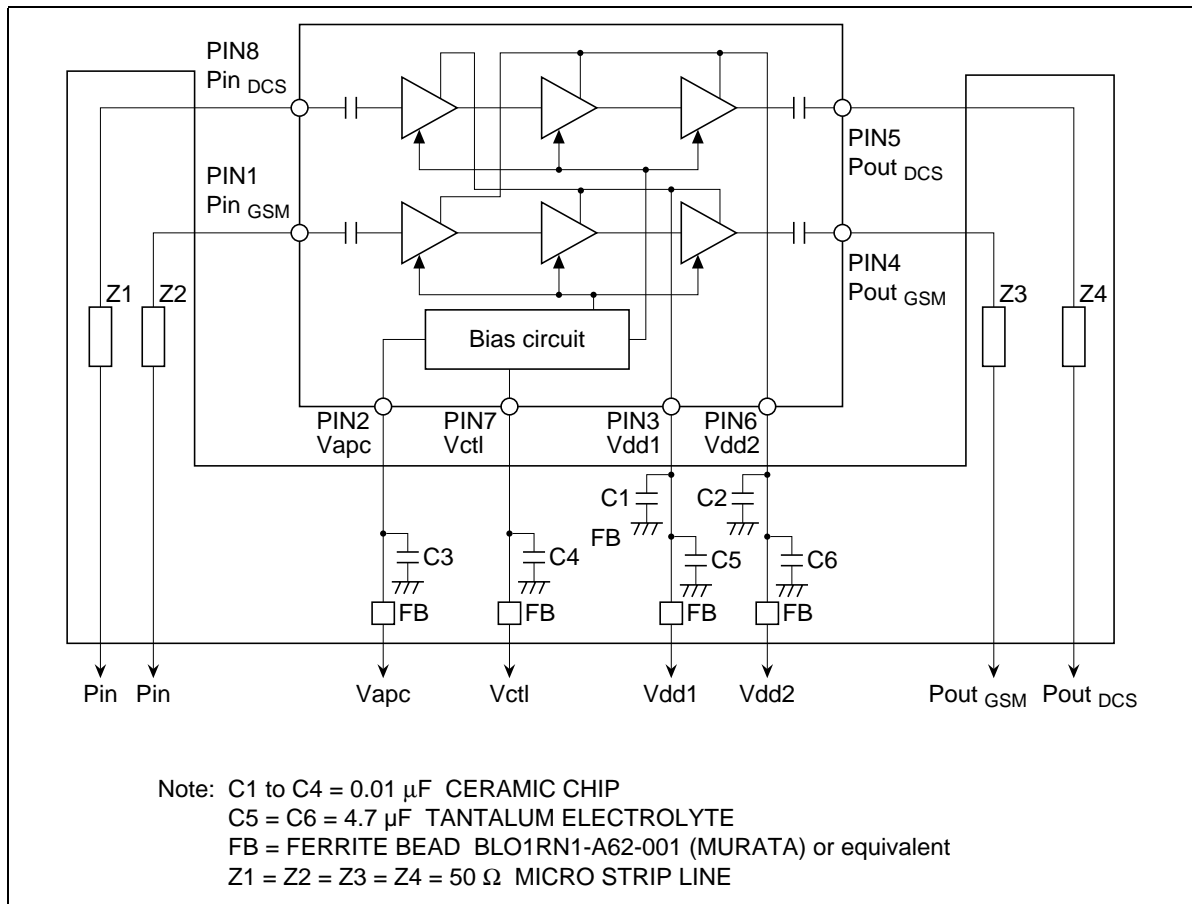 PIN8
Pin DCS
PIN1
Pin GSM
PIN5
Pout DCS
PIN4
Pout GSM
Z1
Z2
Z3
Z4
Bias circuit
PIN2
Vapc
PIN7
Vctl
PIN3
Vdd1
PIN6
Vdd2
C1
C2
FB
C3
C4
C5
C6
FB
FB
FB
FB
Pin
Pin
Vapc
Vctl
Vdd1
Vdd2
Pout GSM
Pout DCS
Note: C1 to C4 = 0.01 μF CERAMIC CHIP
C5 = C6 = 4.7 µF TANTALUM ELECTROLYTE
FB = FERRITE BEAD BLO1RN1-A62-001 (MURATA) or equivalent
Z1 = Z2 = Z3 = Z4 = 50 Ω MICRO STRIP LINE